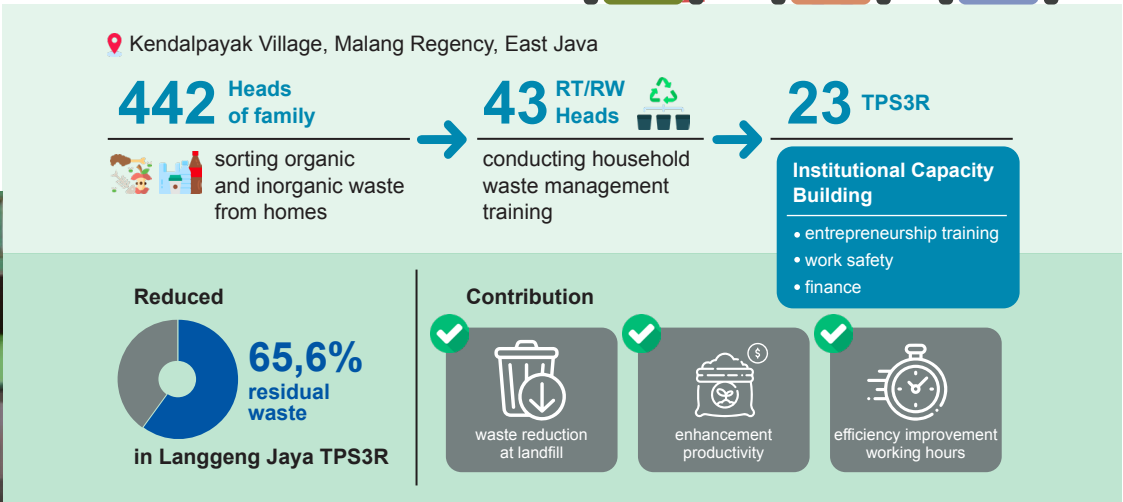 Kendalpayak Village, Malang Regency, East Java
442 Heads
of family
sorting organic
and inorganic waste
from homes
43 RT/RW
Heads
conducting household
waste management
training
23 TPS3R
Institutional Capacity
Building
• entrepreneurship training
• work safety
• finance
Reduced
65,6%
residual
waste
in Langgeng Jaya TPS3R
Contribution
waste reduction
at landfill
$
enhancement
productivity
efficiency improvement
working hours